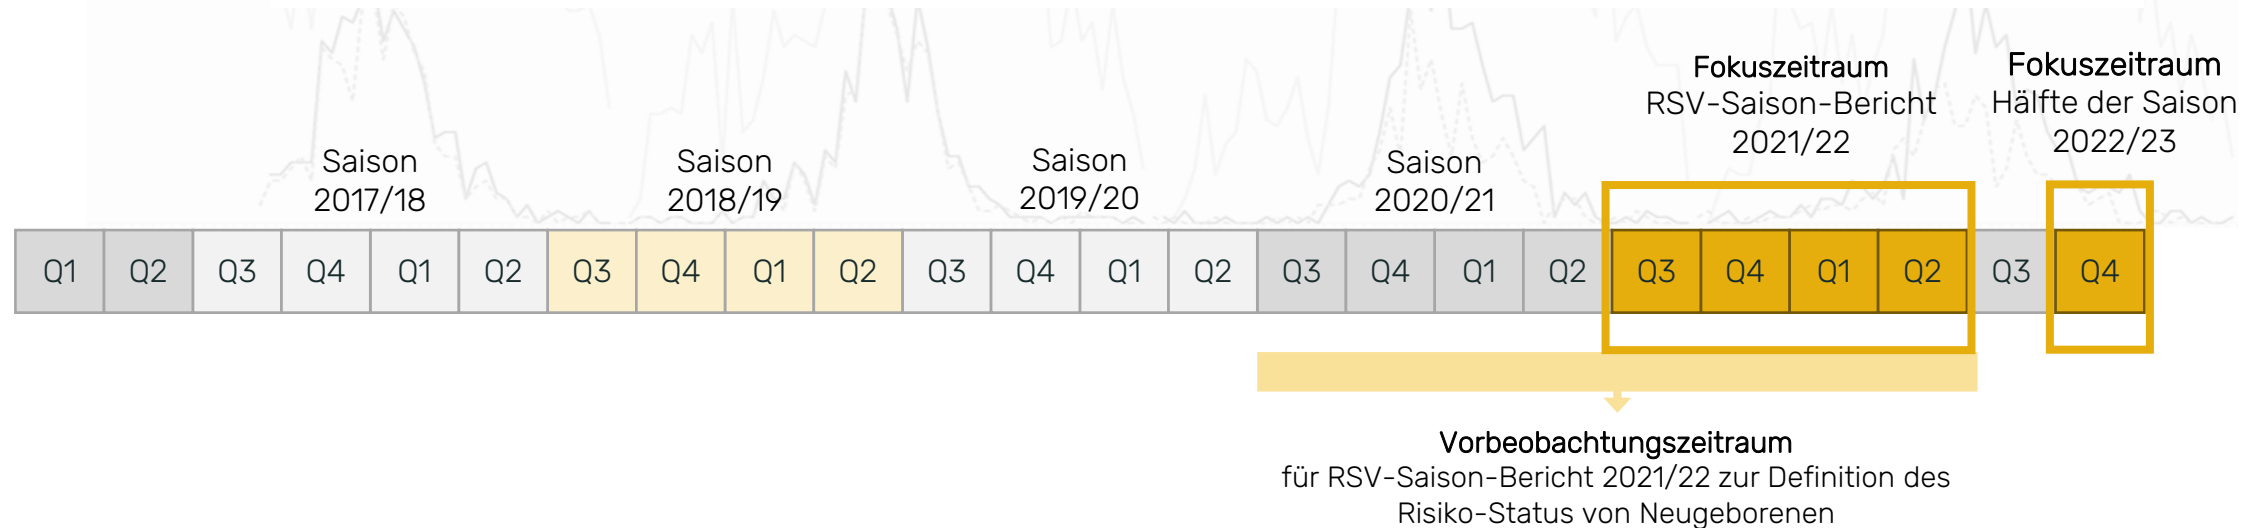 Fokuszeitraum
RSV-Saison-Bericht
2021/22
Fokuszeitraum
Hälfte der Saison
2022/23
Saison
2017/18
Saison
2018/19
Saison
2019/20
Saison
2020/21
Q1 Q2 Q3 Q4 Q1 Q2 Q3 Q4 Q1 Q2 Q3 Q4 Q1 Q2 Q3 Q4 Q1 Q2 Q3 Q4 Q1 Q2 Q3 Q4
Vorbeobachtungszeitraum
für RSV-Saison-Bericht 2021/22 zur Definition des
Risiko-Status von Neugeborenen